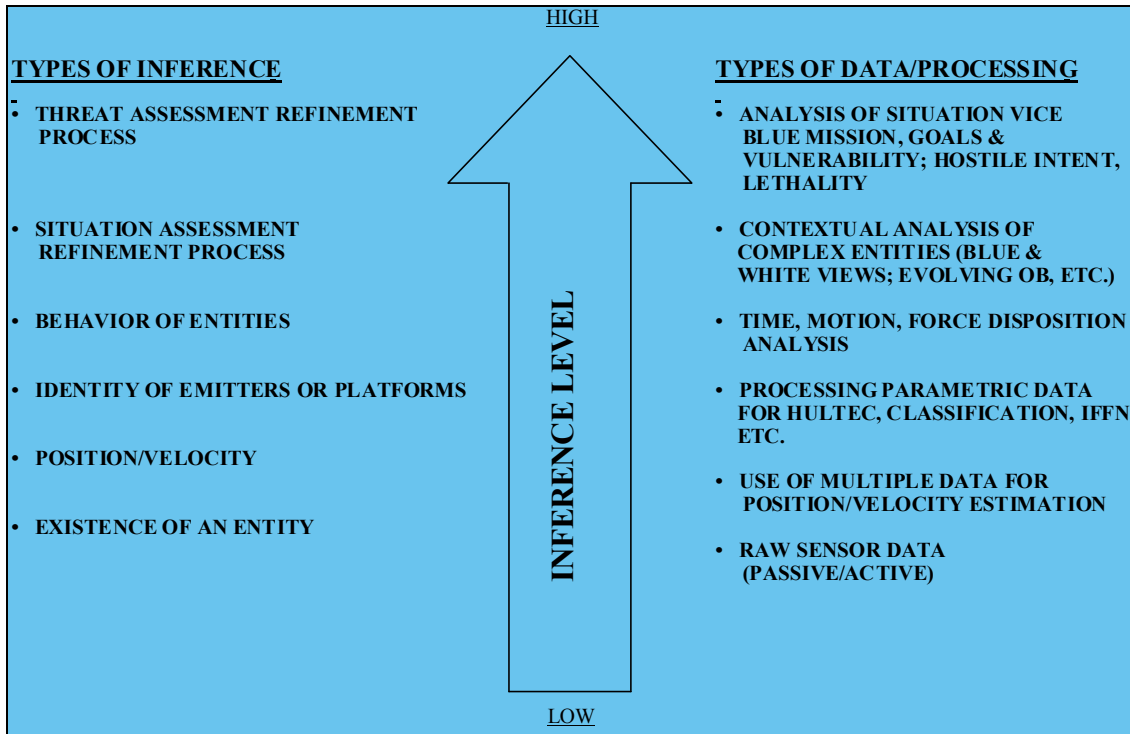 HIGH
TYPES OF INFERENCE
• THREAT ASSESSMENT REFINEMENT
PROCESS
• SITUATION ASSESSMENT
REFINEMENT PROCESS
• BEHAVIOR OF ENTITIES
• IDENTITY OF EMITTERS OR PLATFORMS
• POSITION/VELOCITY
• EXISTENCE OF AN ENTITY
INFERENCE LEVEL
TYPES OF DATA/PROCESSING
• ANALYSIS OF SITUATION VICE
BLUE MISSION, GOALS &
VULNERABILITY; HOSTILE INTENT,
LETHALITY
• CONTEXTUAL ANALYSIS OF
COMPLEX ENTITIES (BLUE &
WHITE VIEWS; EVOLVING OB, ETC.)
• TIME, MOTION, FORCE DISPOSITION
ANALYSIS
• PROCESSING PARAMETRIC DATA
FOR HULTEC, CLASSIFICATION, IFFN
ETC.
• USE OF MULTIPLE DATA FOR
POSITION/VELOCITY ESTIMATION
• RAW SENSOR DATA
(PASSIVE/ACTIVE)
LOW